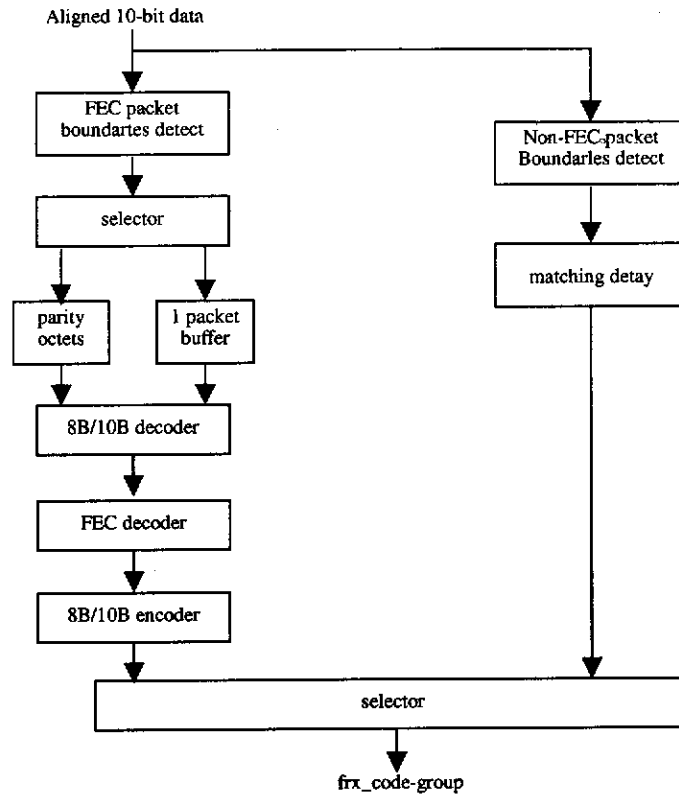 Aligned 10-bit data
FEC packet
boundartes detect
Non-FEC packet
Boundarles detect
selector
matching detay
parity
octets
1 packet
buffer
8B/10B decoder
FEC decoder
8B/10B encoder
selector
frx_code-group